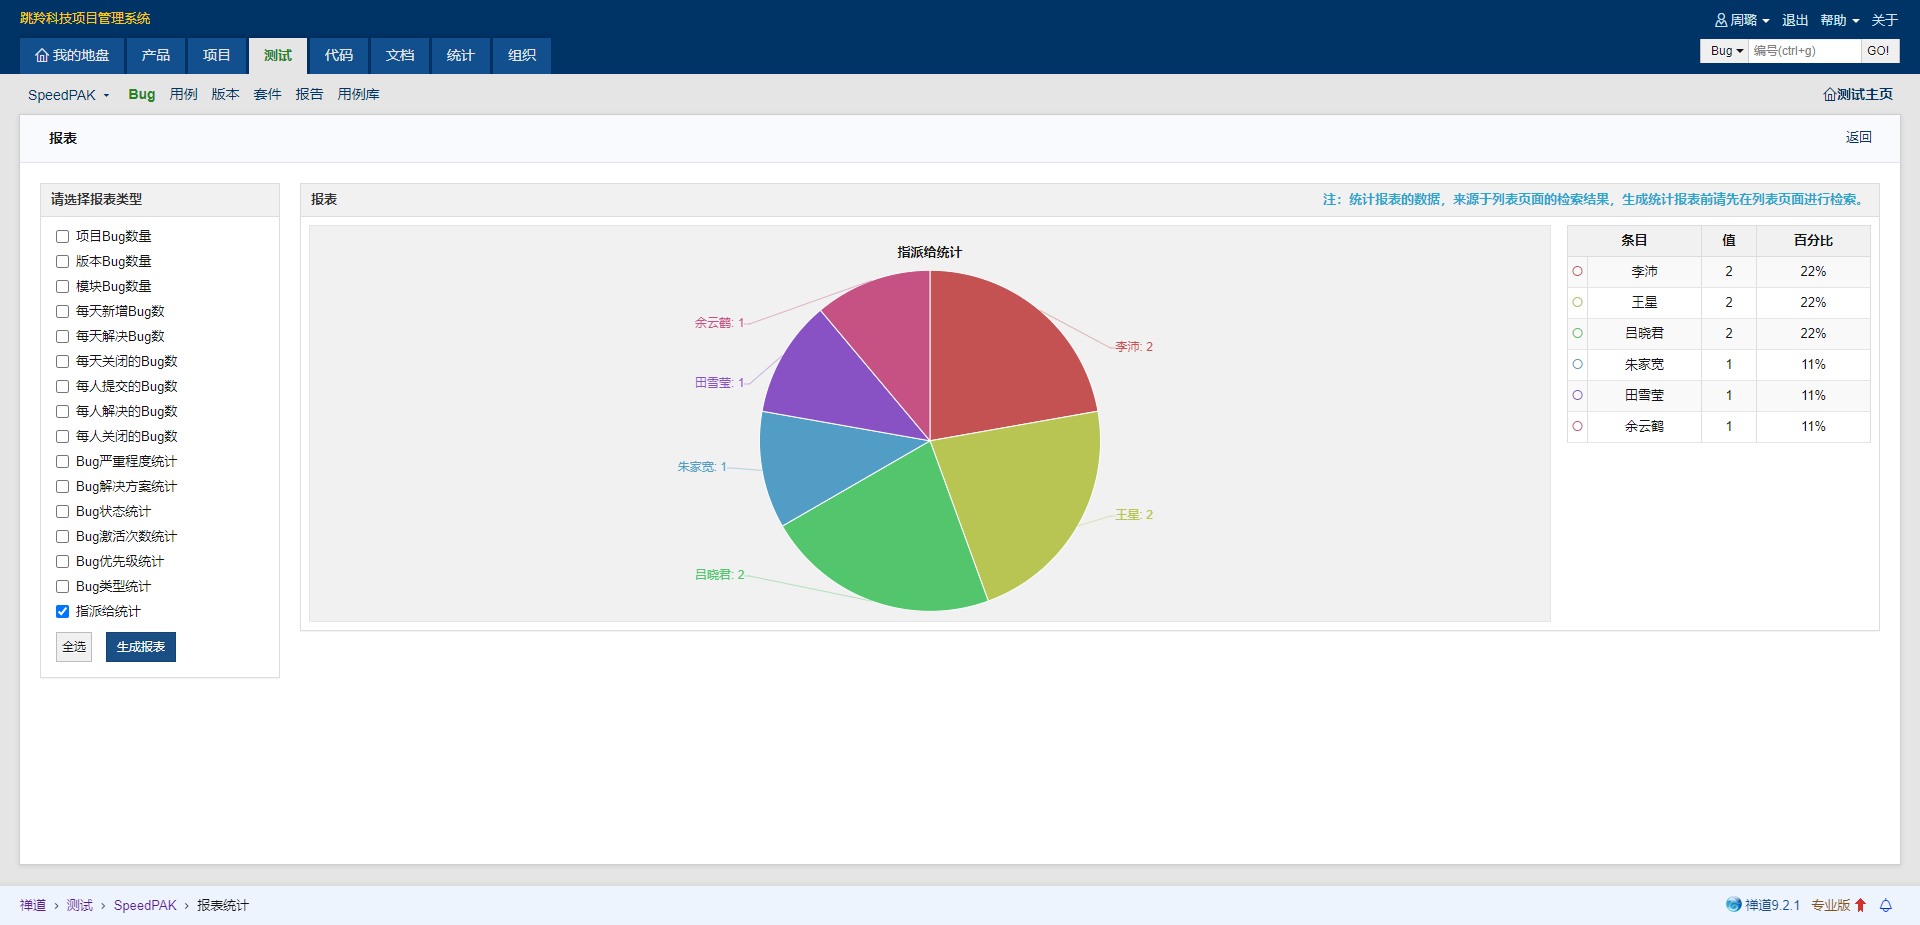 跳羚科技项目管理系统
周璐 退出 帮助 关于
我的地盘 产品 项目 测试 代码 文档 统计 组织
Bug 编号(ctrl+g) GO!
SpeedPAK Bug 用例 版本 套件 报告 用例库
测试主页
报表
返回
请选择报表类型
项目Bug数量
版本Bug数量
模块Bug数量
每天新增Bug数
每天解决Bug数
每天关闭的Bug数
每人提交的Bug数
每人解决的Bug数
每人关闭的Bug数
Bug严重程度统计
Bug解决方案统计
Bug状态统计
Bug激活次数统计
Bug优先级统计
Bug类型统计
指派给统计
全选 生成报表
报表
注：统计报表的数据，来源于列表页面的检索结果，生成统计报表前请先在列表页面进行检索。
指派给统计
余云鹤: 1
李沛: 2
田雪莹: 1
朱家宽: 1
王星: 2
吕晓君: 2
条目 值 百分比
李沛 2 22%
王星 2 22%
吕晓君 2 22%
朱家宽 1 11%
田雪莹 1 11%
余云鹤 1 11%
禅道 › 测试 › SpeedPAK › 报表统计
禅道9.2.1 专业版